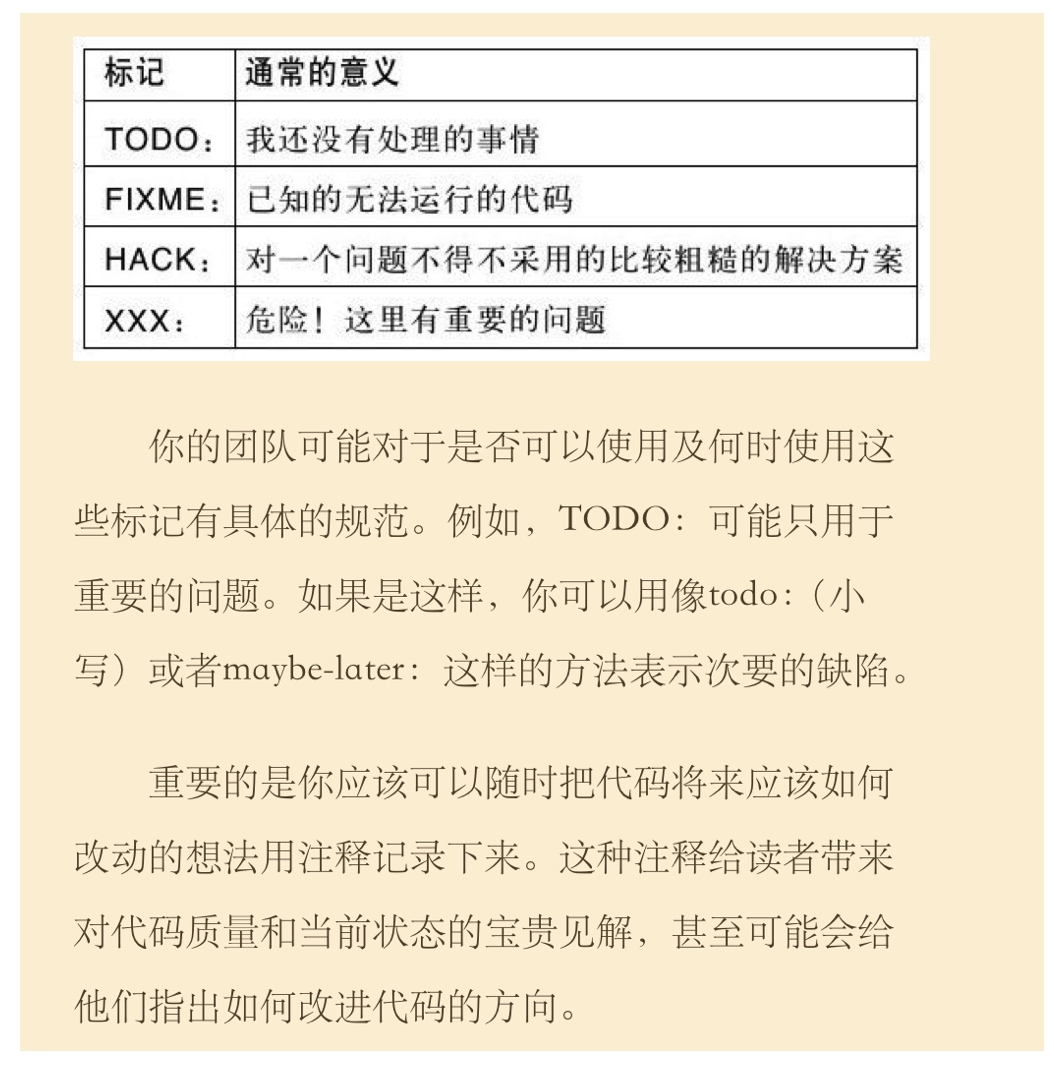 标记 通常的意义
TODO： 我还没有处理的事情
FIXME： 已知的无法运行的代码
HACK： 对一个问题不得不采用的比较粗糙的解决方案
XXX： 危险！这里有重要的问题
你的团队可能对于是否可以使用及何时使用这
些标记有具体的规范。例如，TODO：可能只用于
重要的问题。如果是这样，你可以用像todo：（小
写）或者maybe-later：这样的方法表示次要的缺陷。
重要的是你应该可以随时把代码将来应该如何
改动的想法用注释记录下来。这种注释给读者带来
对代码质量和当前状态的宝贵见解，甚至可能会给
他们指出如何改进代码的方向。